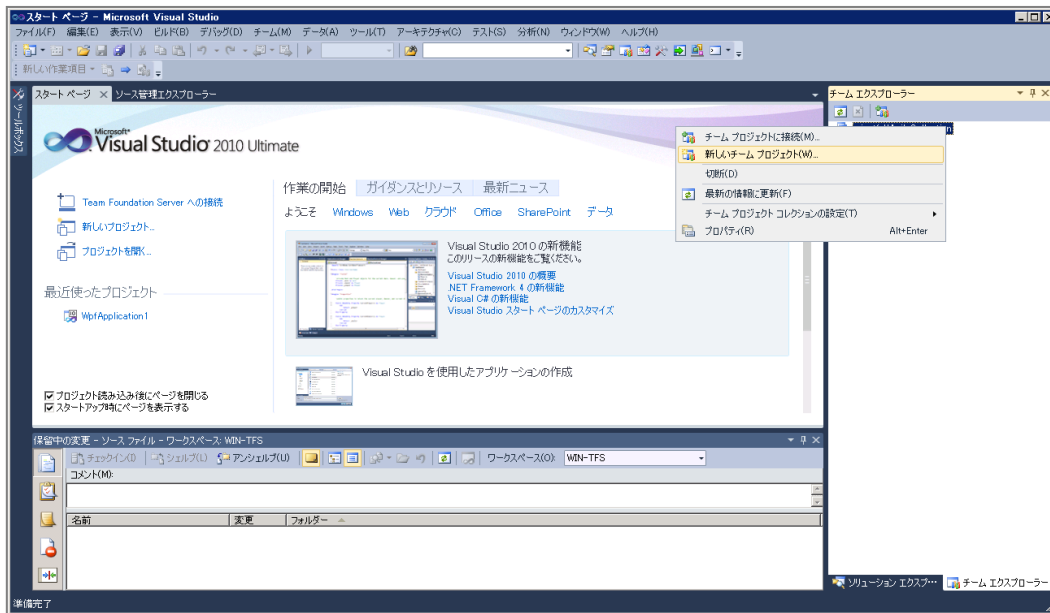 スタート ページ - Microsoft Visual Studio
ファイル(F) 編集(E) 表示(V) ビルド(B) デバッグ(D) チーム(M) データ(A) ツール(T) アーキテクチャ(C) テスト(S) 分析(N) ウィンドウ(W) ヘルプ(H)
新しい作業項目
ツールボックス
スタート ページ ソース管理エクスプローラー
Microsoft
Visual Studio 2010 Ultimate
Team Foundation Server への接続
新しいプロジェクト...
プロジェクトを開く...
最近使ったプロジェクト
WpfApplication1
プロジェクト読み込み後にページを閉じる
スタートアップ時にページを表示する
作業の開始 ガイダンスとリソース 最新ニュース
ようこそ Windows Web クラウド Office SharePoint データ
Visual Studio 2010 の新機能
このリリースの新機能をご覧ください。
Visual Studio 2010 の概要
.NET Framework 4 の新機能
Visual C# の新機能
Visual Studio スタート ページのカスタマイズ
Visual Studio を使用したアプリケーションの作成
チーム エクスプローラー
チーム プロジェクトに接続(M)...
新しいチーム プロジェクト(W)...
切断(D)
最新の情報に更新(F)
チーム プロジェクト コレクションの設定(T)
プロパティ(R) Alt+Enter
保留中の変更 - ソース ファイル - ワークスペース: WIN-TFS
チェックイン(I) シェルブ(L) アンシェルブ(U) ワークスペース(O): WIN-TFS
コメント(M):
名前 変更 フォルダー
ソリューション エクスプ… チーム エクスプローラー
準備完了